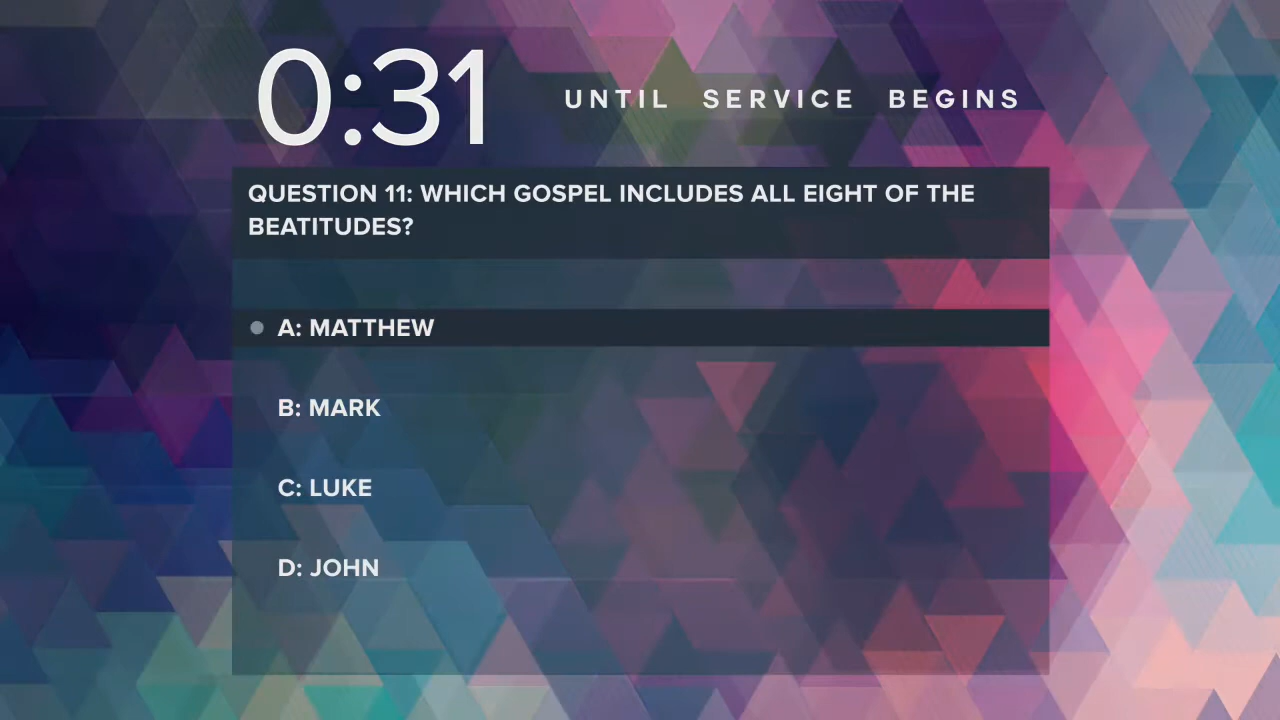 0:31 UNTIL SERVICE BEGINS
QUESTION 11: WHICH GOSPEL INCLUDES ALL EIGHT OF THE
BEATITUDES?
A: MATTHEW
B: MARK
C: LUKE
D: JOHN